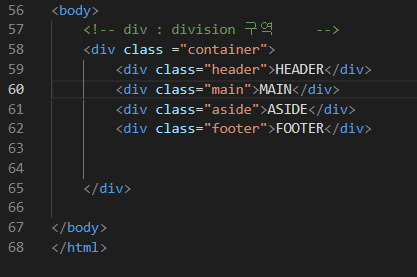 56 <body>
57 <!-- div : division 구역 -->
58 <div class ="container">
59 <div class="header">HEADER</div>
60 <div class="main">MAIN</div>
61 <div class="aside">ASIDE</div>
62 <div class="footer">FOOTER</div>
63
64
65 </div>
66
67 </body>
68 </html>